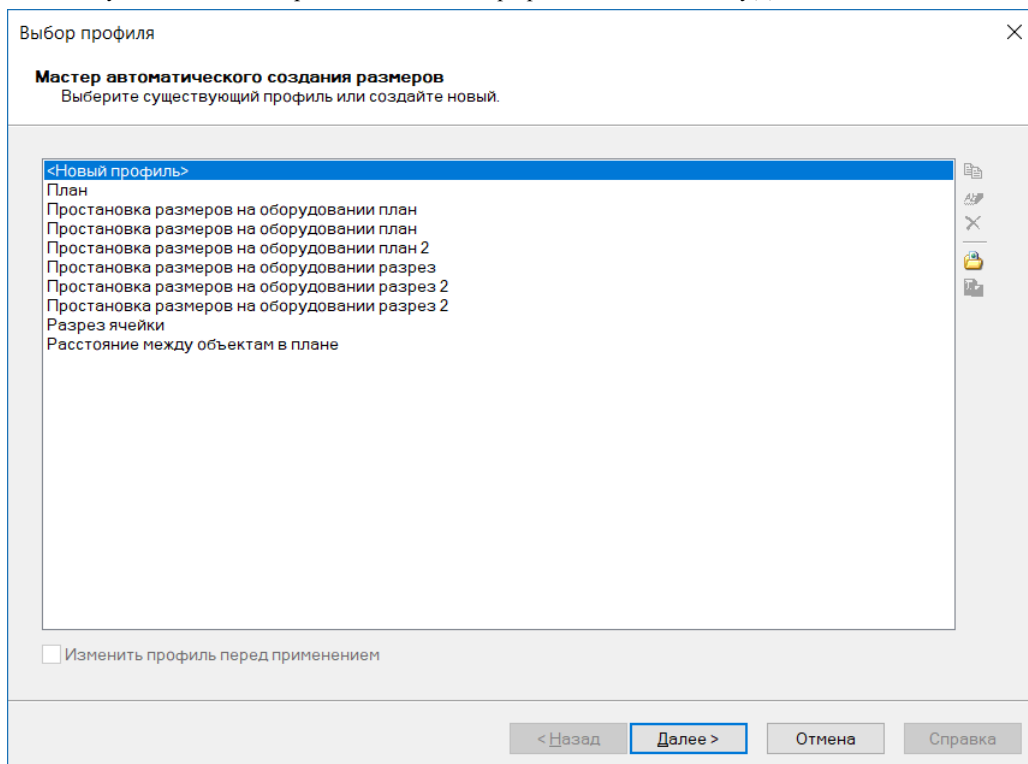 Выбор профиля
Мастер автоматического создания размеров
Выберите существующий профиль или создайте новый.
<Новый профиль>
План
Простановка размеров на оборудовании план
Простановка размеров на оборудовании план
Простановка размеров на оборудовании план 2
Простановка размеров на оборудовании разрез
Простановка размеров на оборудовании разрез 2
Простановка размеров на оборудовании разрез 2
Разрез ячейки
Расстояние между объектам в плане
Изменить профиль перед применением
< Назад Далее > Отмена Справка